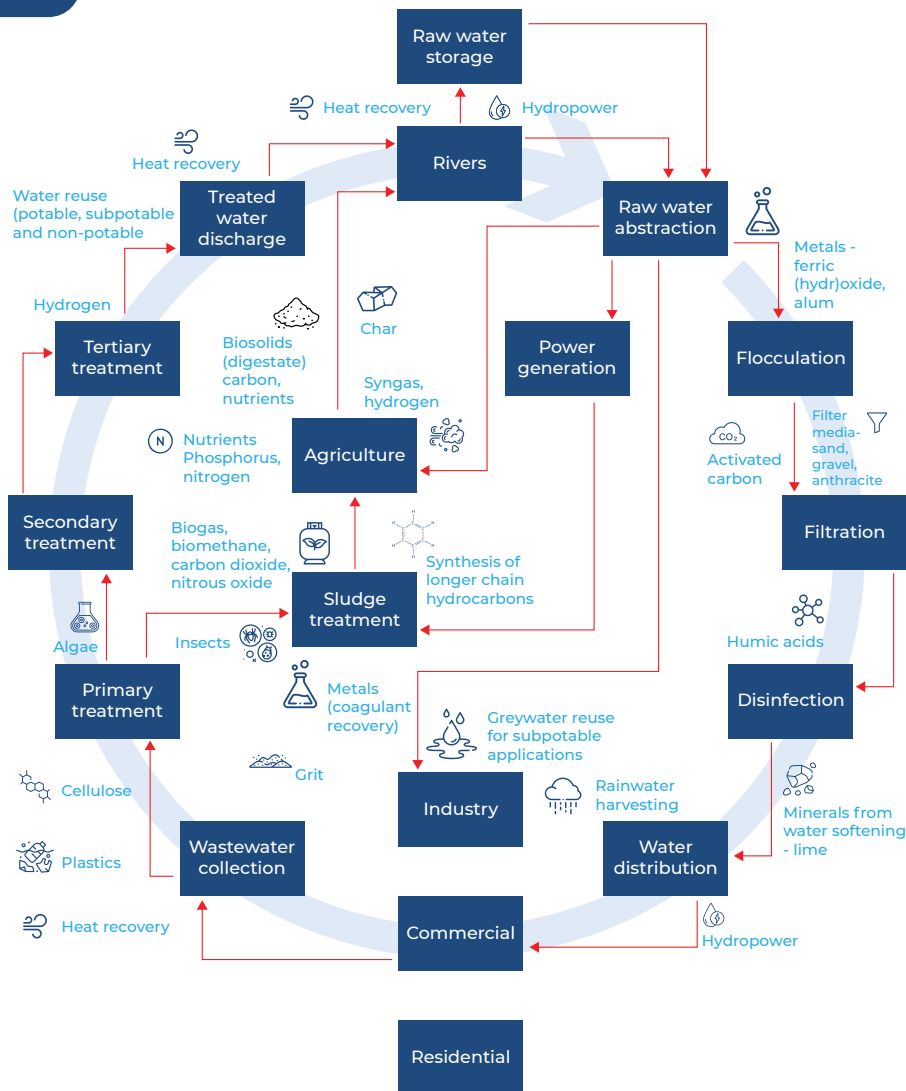 Raw water
storage
Heat recovery
Hydropower
Rivers
Heat recovery
Water reuse
(potable, subpotable
and non-potable
Treated
water
discharge
Raw water
abstraction
Metals -
ferric
(hydr)oxide,
alum
Hydrogen
Tertiary
treatment
Biosolids
(digestate)
carbon,
nutrients
Char
Syngas,
hydrogen
Power
generation
Flocculation
N
Nutrients
Phosphorus,
nitrogen
Agriculture
CO₂
Activated
carbon
Filter
media-
sand,
gravel,
anthracite
Secondary
treatment
Biogas,
biomethane,
carbon dioxide,
nitrous oxide
H
H
H
H
H
H
Synthesis of
longer chain
hydrocarbons
Filtration
Sludge
treatment
Algae
Insects
Humic acids
Primary
treatment
Metals
(coagulant
recovery)
Disinfection
Greywater reuse
for subpotable
applications
Grit
Cellulose
Industry
Rainwater
harvesting
Minerals from
water softening
- lime
Plastics
Wastewater
collection
Water
distribution
Heat recovery
Commercial
Hydropower
Residential